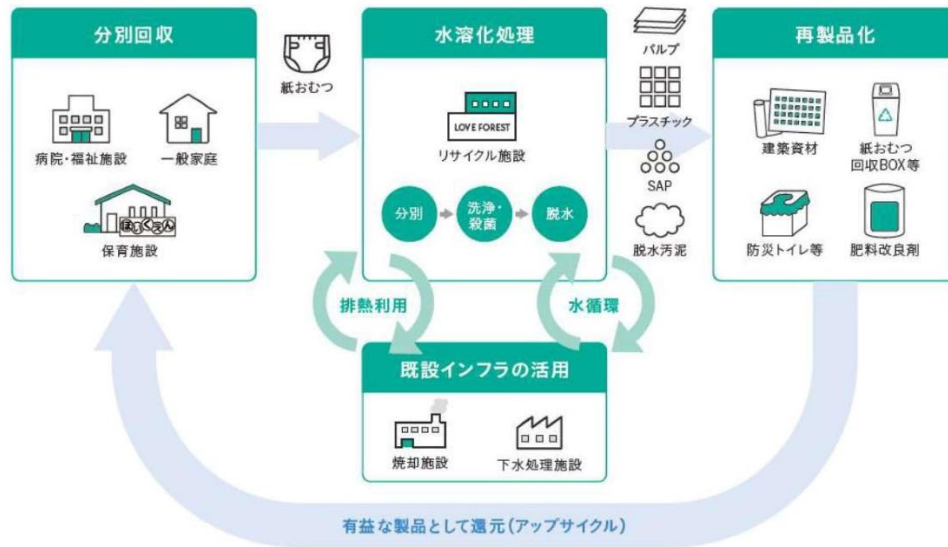 分別回収
病院・福祉施設
一般家庭
ほいくえん
保育施設
紙おむつ
水溶化処理
LOVE FOREST
リサイクル施設
分別
洗浄・
殺菌
脱水
パルプ
プラスチック
SAP
脱水汚泥
再製品化
建築資材
紙おむつ
回収BOX等
防災トイレ等
肥料改良剤
排熱利用
水循環
既設インフラの活用
焼却施設
下水処理施設
有益な製品として還元(アップサイクル)